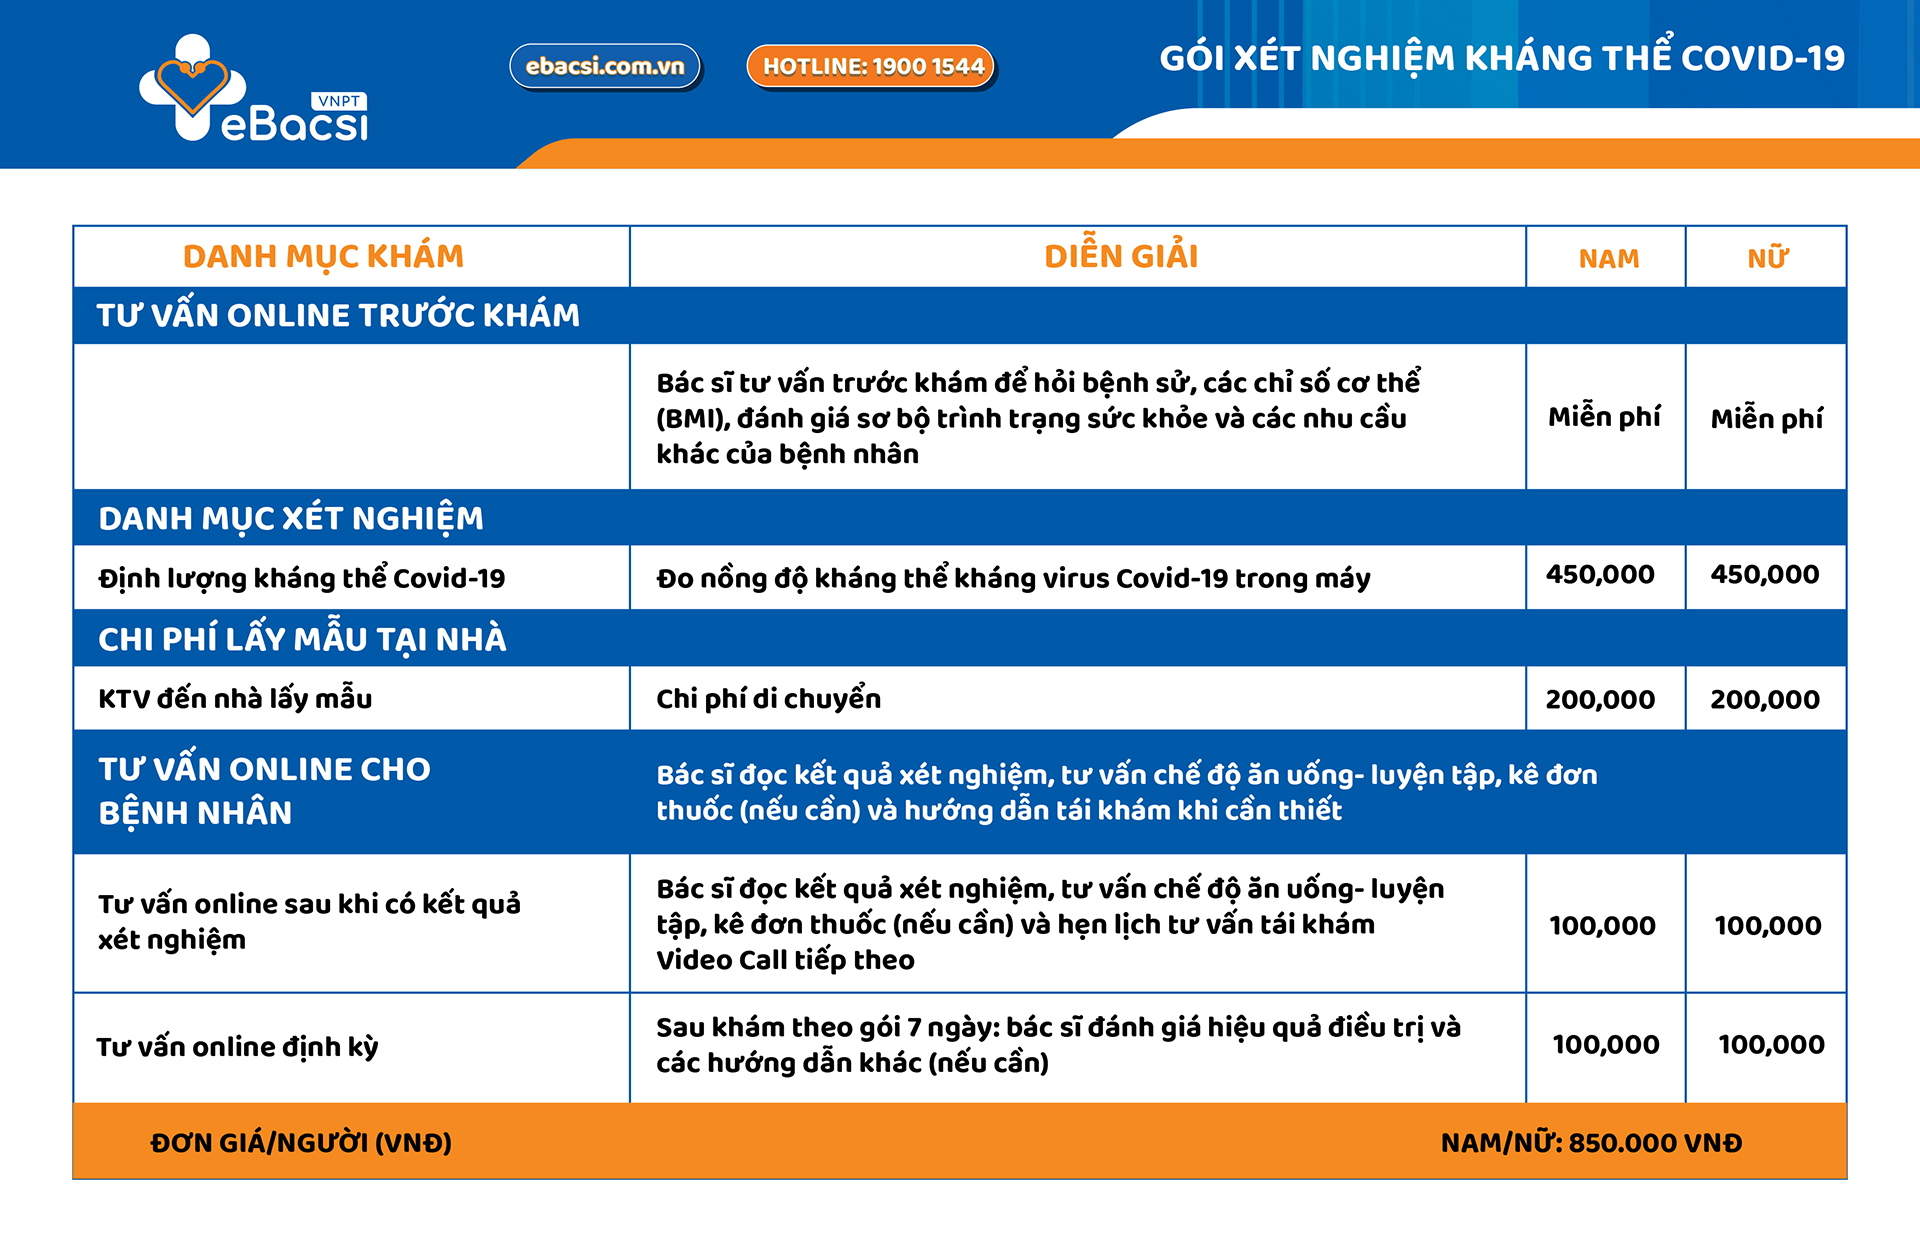 VNPT
eBacsi
ebacsi.com.vn
HOTLINE: 1900 1544
GÓI XÉT NGHIỆM KHÁNG THỂ COVID-19
DANH MỤC KHÁM
DIỄN GIẢI
NAM
NỮ
TƯ VẤN ONLINE TRƯỚC KHÁM
Bác sĩ tư vấn trước khám để hỏi bệnh sử, các chỉ số cơ thể
(BMI), đánh giá sơ bộ trình trạng sức khỏe và các nhu cầu
khác của bệnh nhân
Miễn phí
Miễn phí
DANH MỤC XÉT NGHIỆM
Định lượng kháng thể Covid-19
Đo nồng độ kháng thể kháng virus Covid-19 trong máy
450,000
450,000
CHI PHÍ LẤY MẪU TẠI NHÀ
KTV đến nhà lấy mẫu
Chi phí di chuyển
200,000
200,000
TƯ VẤN ONLINE CHO
BỆNH NHÂN
Bác sĩ đọc kết quả xét nghiệm, tư vấn chế độ ăn uống- luyện tập, kê đơn
thuốc (nếu cần) và hướng dẫn tái khám khi cần thiết
Tư vấn online sau khi có kết quả
xét nghiệm
Bác sĩ đọc kết quả xét nghiệm, tư vấn chế độ ăn uống- luyện
tập, kê đơn thuốc (nếu cần) và hẹn lịch tư vấn tái khám
Video Call tiếp theo
100,000
100,000
Tư vấn online định kỳ
Sau khám theo gói 7 ngày: bác sĩ đánh giá hiệu quả điều trị và
các hướng dẫn khác (nếu cần)
100,000
100,000
ĐƠN GIÁ/NGƯỜI (VNĐ)
NAM/NỮ: 850.000 VNĐ